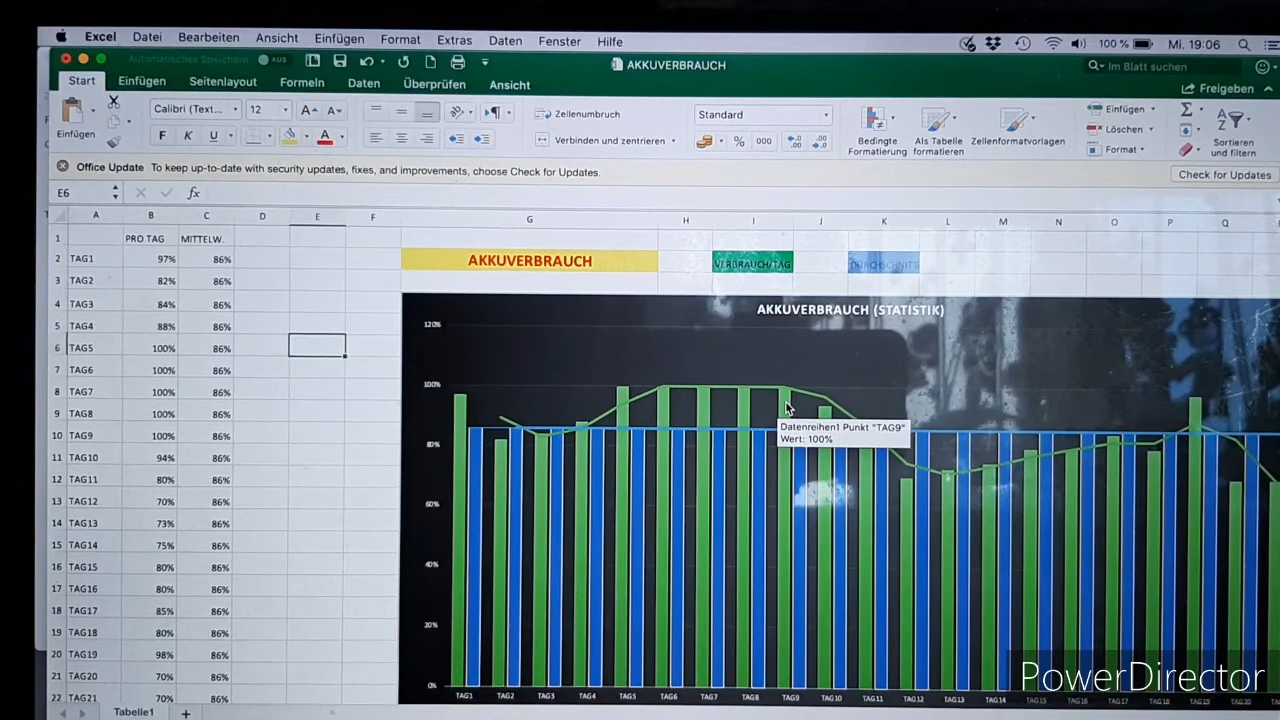 Excel Datei Bearbeiten Ansicht Einfügen Format Extras Daten Fenster Hilfe 100 % Mi. 19:06
Automatisches Speichern AUS AKKUVERBRAUCH Im Blatt suchen
Start Einfügen Seitenlayout Formeln Daten Überprüfen Ansicht Freigeben
Einfügen Calibri (Text... 12 A A Zeilenumbruch Standard Einfügen
F K U A Verbinden und zentrieren % 000 Bedingte Formatierung Als Tabelle formatieren Zellenformatvorlagen Löschen Format Sortieren und filtern
Office Update To keep up-to-date with security updates, fixes, and improvements, choose Check for Updates. Check for Updates
E6 fx
A B C D E F G H I J K L M N O P Q
1 PRO TAG MITTELW.
2 TAG1 97% 86% AKKUVERBRAUCH VERBRAUCH/TAG DURCHSCHNITT
3 TAG2 82% 86%
4 TAG3 84% 86%
5 TAG4 88% 86%
6 TAG5 100% 86%
7 TAG6 100% 86%
8 TAG7 100% 86%
9 TAG8 100% 86%
10 TAG9 100% 86%
11 TAG10 94% 86%
12 TAG11 80% 86%
13 TAG12 70% 86%
14 TAG13 73% 86%
15 TAG14 75% 86%
16 TAG15 80% 86%
17 TAG16 80% 86%
18 TAG17 85% 86%
19 TAG18 80% 86%
20 TAG19 98% 86%
21 TAG20 70% 86%
22 TAG21 70% 86%
AKKUVERBRAUCH (STATISTIK)
120%
100%
80%
60%
40%
20%
0%
Datenreihen1 Punkt "TAG9"
Wert: 100%
TAG1 TAG2 TAG3 TAG4 TAG5 TAG6 TAG7 TAG8 TAG9 TAG10 TAG11 TAG12 TAG13 TAG14 TAG15 TAG16 TAG17 TAG18 TAG19 TAG20
Tabelle1 +
PowerDirector